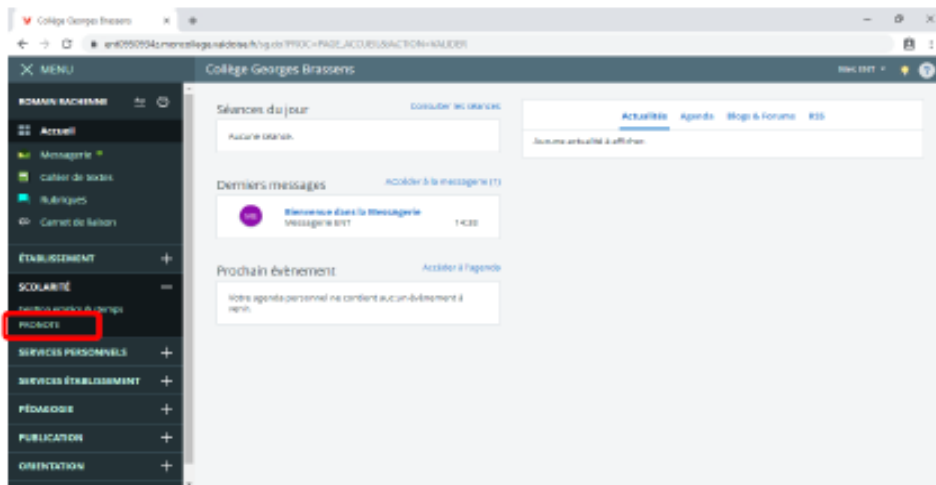 Collège Georges Brassens
MENU
Collège Georges Brassens
ROMAIN
Accueil
Messagerie
Cahier de textes
Rubriques
Carnet de liaison
ÉTABLISSEMENT
SCOLARITÉ
PRONOTE
SERVICES PERSONNELS
SERVICES ÉTABLISSEMENT
PÉDAGOGIE
PUBLICATION
ORIENTATION
Séances du jour
Consulter les séances
Aucune séance.
Derniers messages
Accéder à la messagerie (1)
Bienvenue dans la Messagerie
Messagerie ENT
Prochain évènement
Accéder à l'agenda
Votre agenda personnel ne contient aucun évènement à
venir.
Actualités Agenda Blogs & Forums RSS
Aucune actualité à afficher.